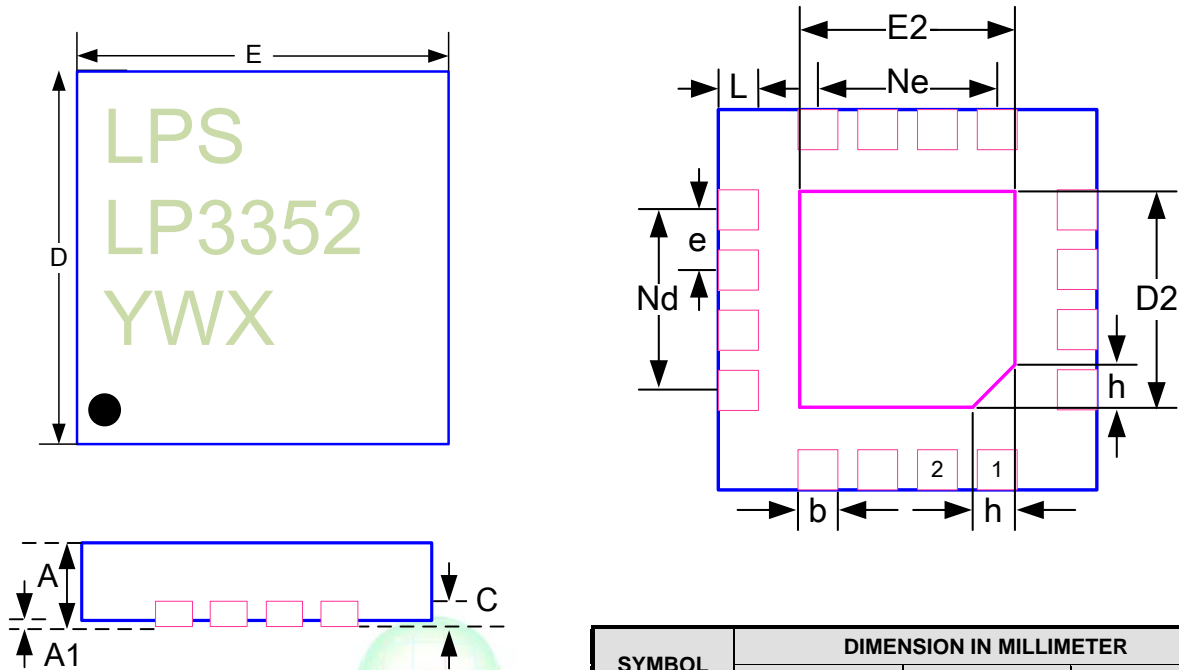 E
LPS
LP3352
YWX
D
A
A1
C
E2
L
Ne
e
Nd
D2
h
2
1
b
h
SYMBOL
DIMENSION IN MILLIMETER